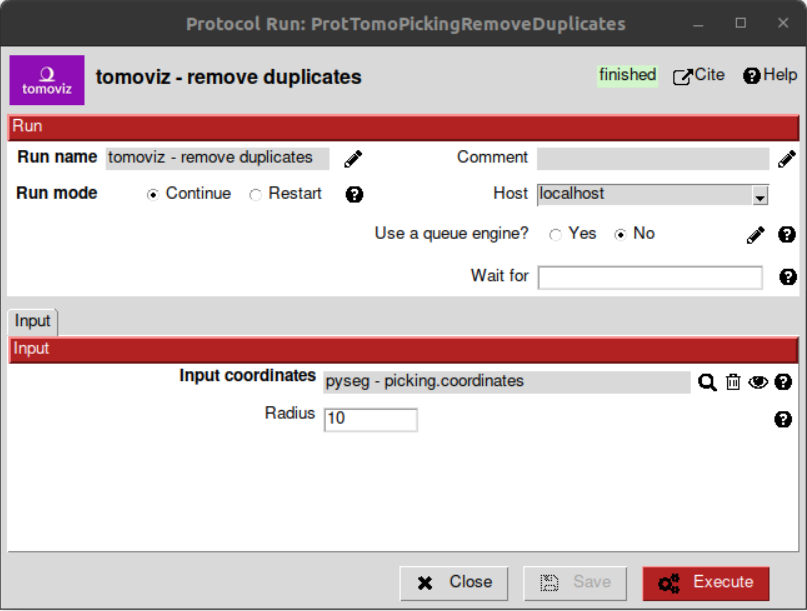 Protocol Run: ProtTomoPickingRemoveDuplicates
tomoviz
tomoviz - remove duplicates
finished
Cite
Help
Run
Run name tomoviz - remove duplicates
Comment
Run mode Continue Restart
Host localhost
Use a queue engine? Yes No
Wait for
Input
Input
Input coordinates pyseg - picking.coordinates
Radius 10
Close
Save
Execute